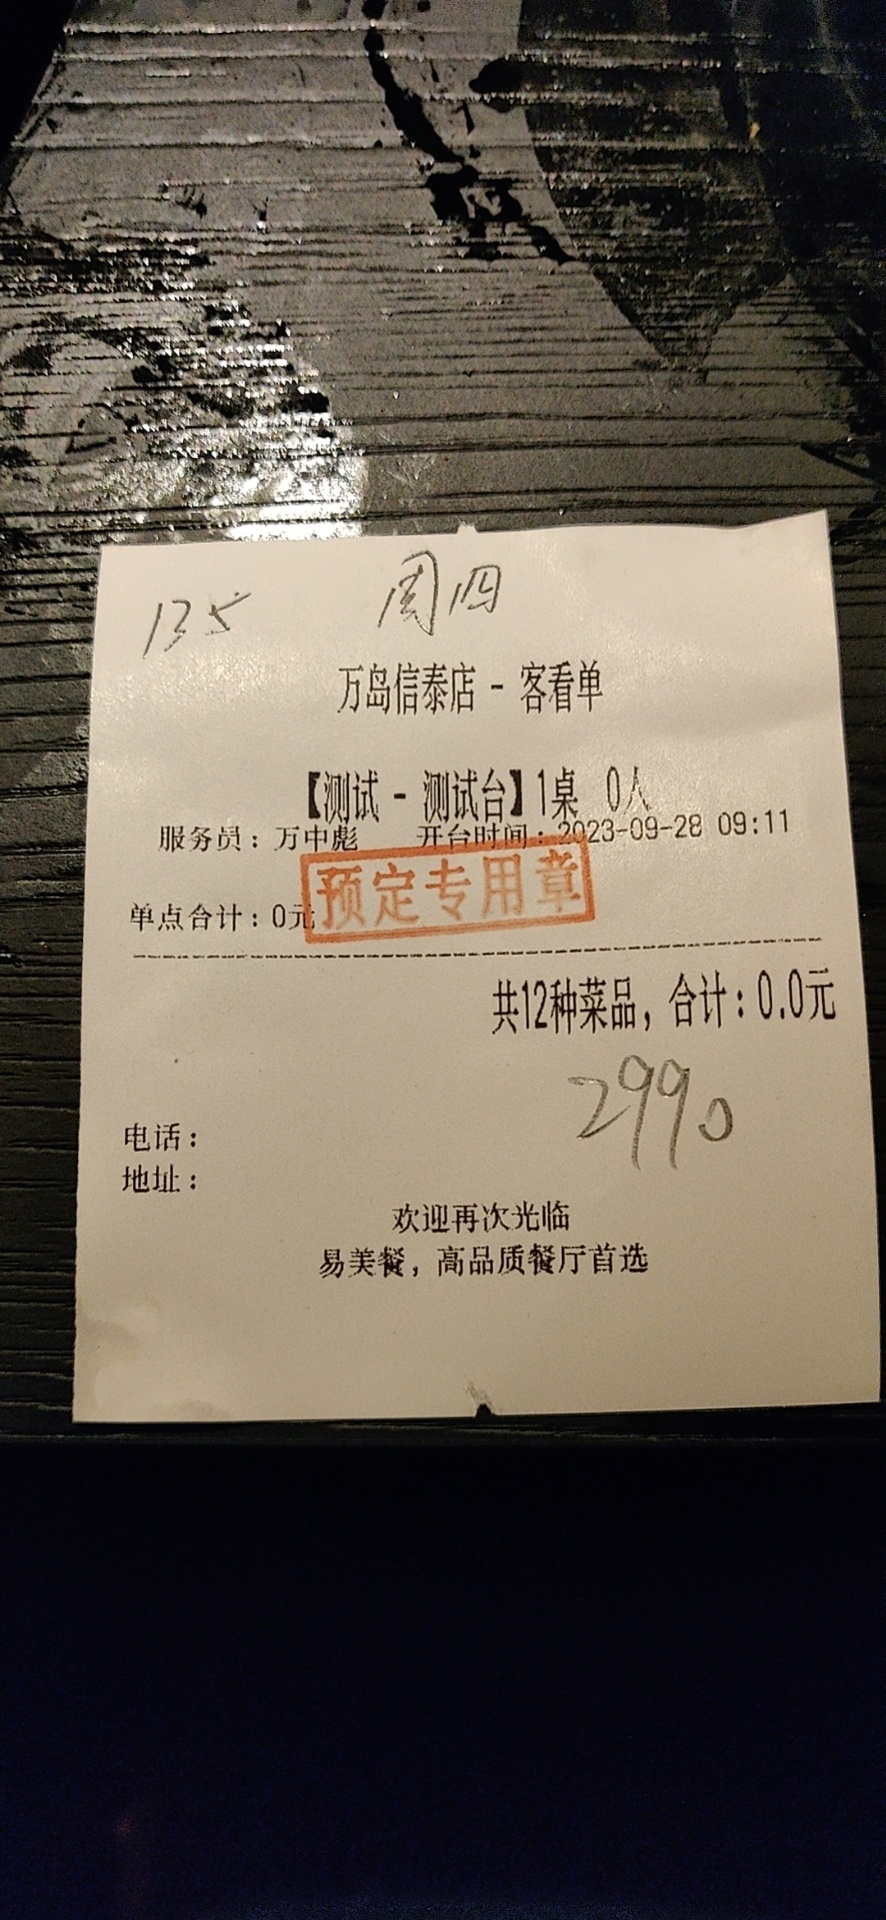 135 周四
万岛信泰店 - 客看单
【测试 - 测试台】1桌 0人
服务员：万中彪 开台时间：2023-09-28 09:11
预定专用章
单点合计：0元
共12种菜品，合计：0.0元
2990
电话：
地址：
欢迎再次光临
易美餐，高品质餐厅首选